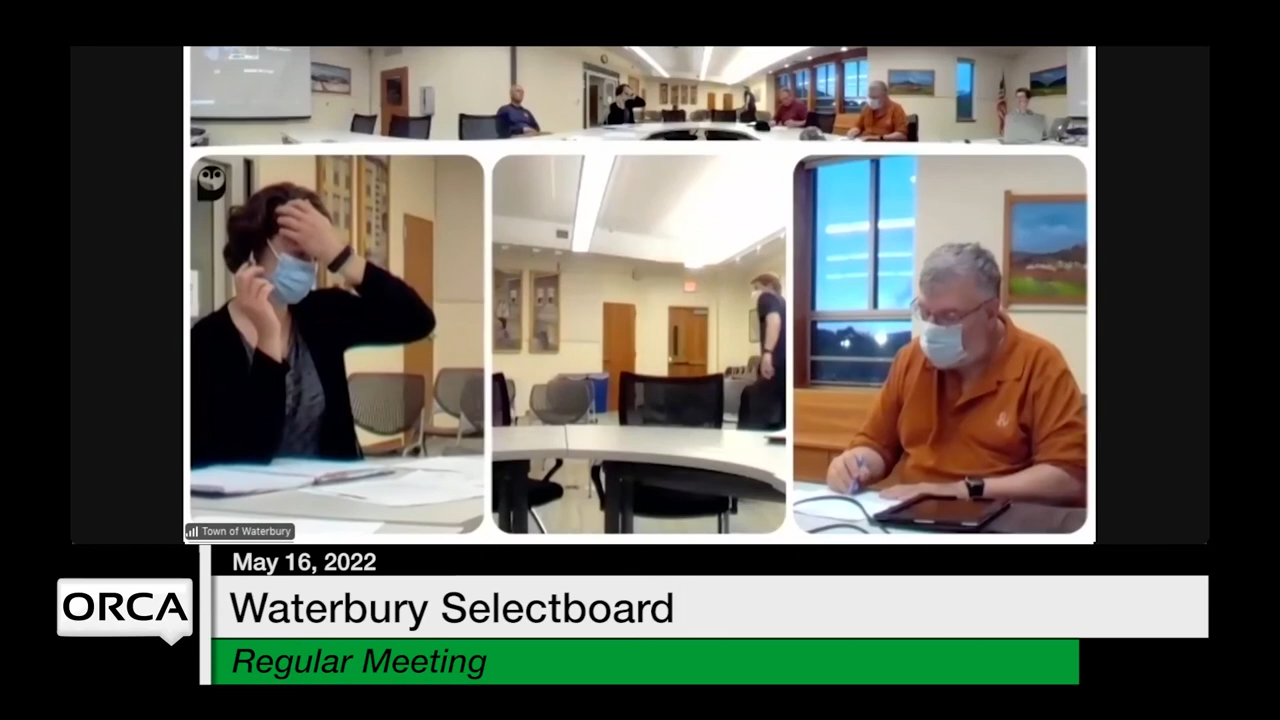 Town of Waterbury
May 16, 2022
ORCA
Waterbury Selectboard
Regular Meeting